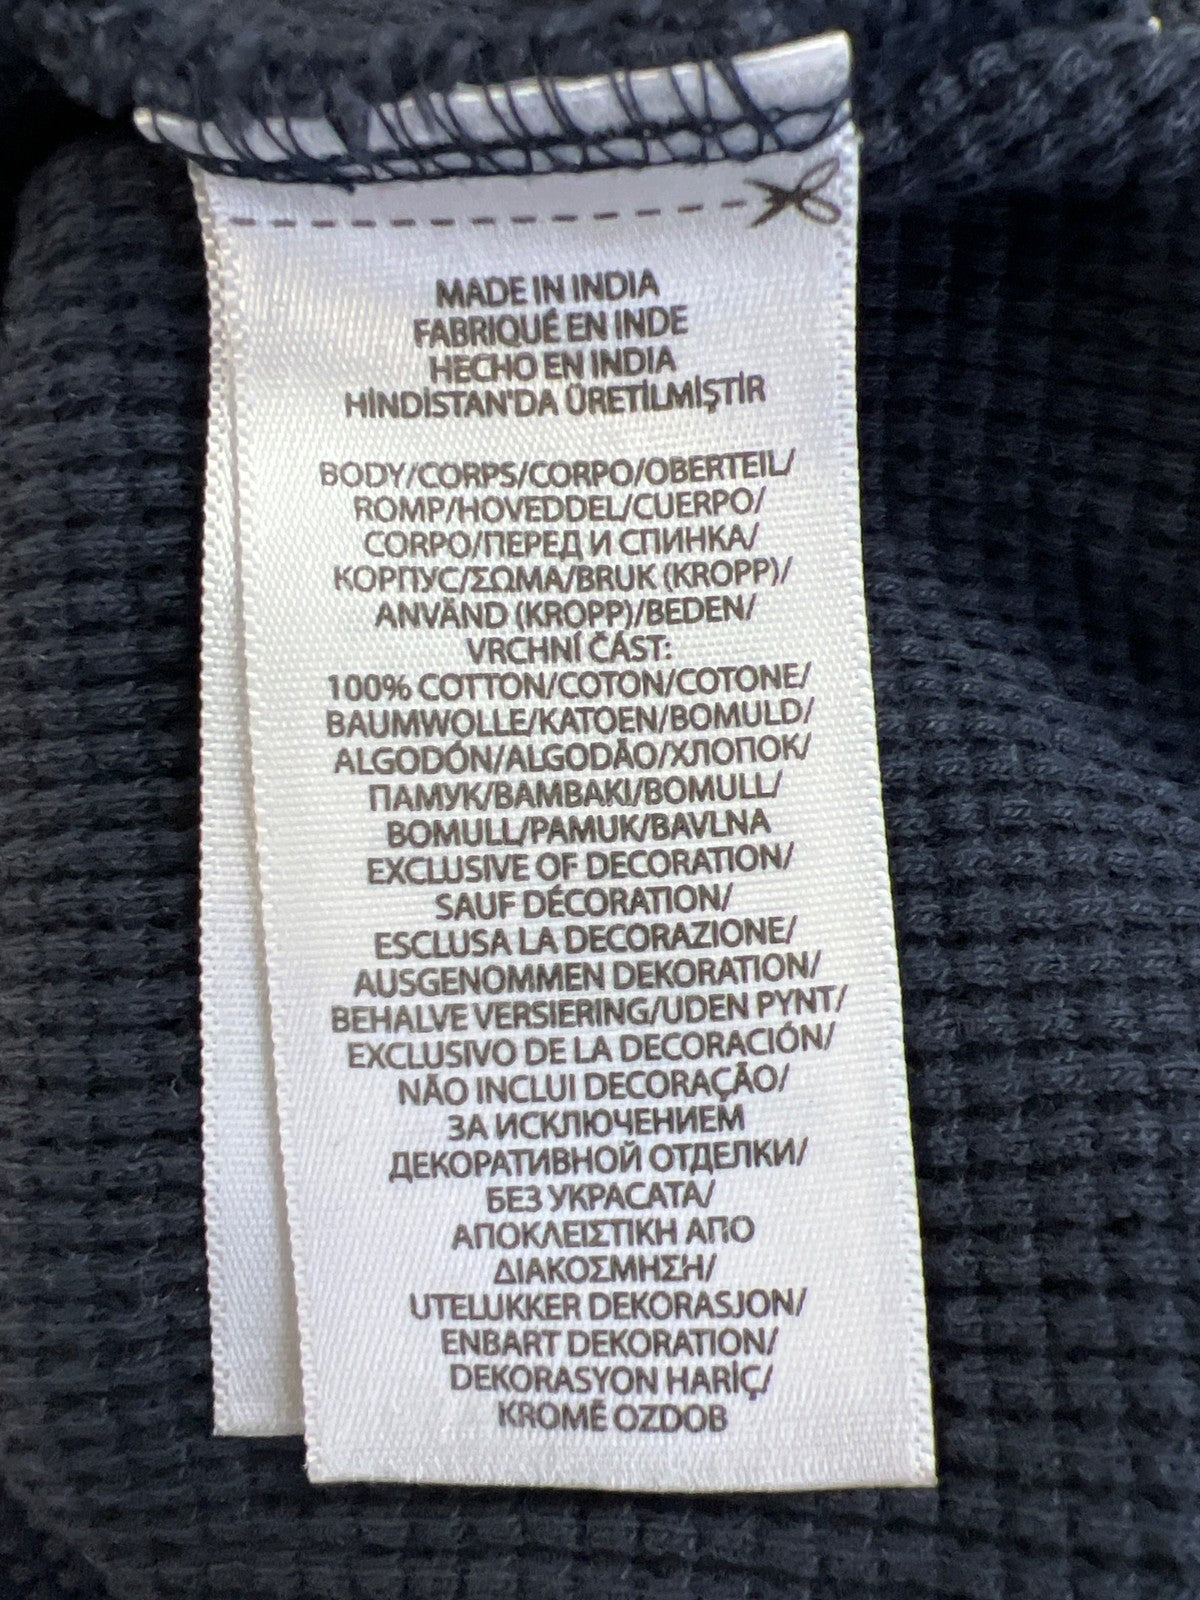 MADE IN INDIA
FABRIQUÉ EN INDE
HECHO EN INDIA
HİNDİSTAN'DA ÜRETİLMİŞTİR
BODY/CORPS/CORPO/OBERTEIL/
ROMP/HOVEDDEL/CUERPO/
CORPO/ПЕРЕД И СПИНКА/
КОРПУС/ΣΩΜΑ/BRUK (KROPP)/
ANVÄND (KROPP)/BEDEN/
VRCHNÍ ČÁST:
100% COTTON/COTON/COTONE/
BAUMWOLLE/KATOEN/BOMULD/
ALGODÓN/ALGODÃO/ХЛОПОК/
ПАМУК/BAMBAKI/BOMULL/
BOMULL/PAMUK/BAVLNA
EXCLUSIVE OF DECORATION/
SAUF DÉCORATION/
ESCLUSA LA DECORAZIONE/
AUSGENOMMEN DEKORATION/
BEHALVE VERSIERING/UDEN PYNT/
EXCLUSIVO DE LA DECORACIÓN/
NÃO INCLUI DECORAÇÃO/
ЗА ИСКЛЮЧЕНИЕМ
ДЕКОРАТИВНОЙ ОТДЕЛКИ/
БЕЗ УКРАСАТА/
ΑΠΟΚΛΕΙΣΤΙΚΗ ΑΠΟ
ΔΙΑΚΟΣΜΗΣΗ/
UTELUKKER DEKORASJON/
ENBART DEKORATION/
DEKORASYON HARİÇ/
KROMĚ OZDOB